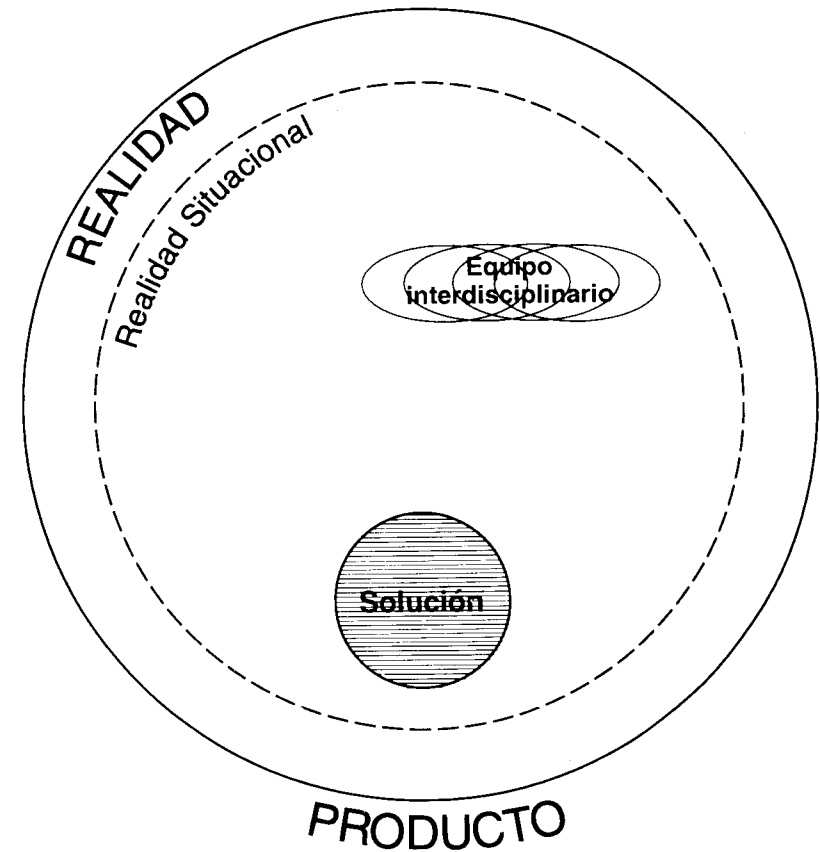 REALIDAD
Realidad Situacional
Equipo
interdisciplinario
Solución
PRODUCTO